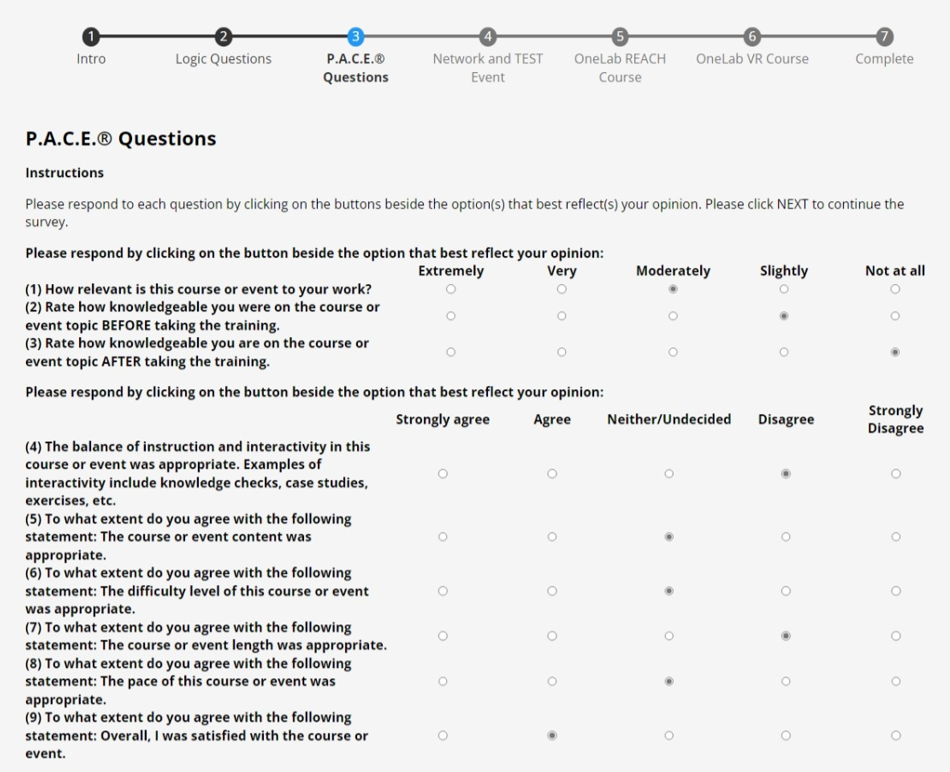 1 2 3 4 5 6 7
Intro Logic Questions P.A.C.E.® Network and TEST OneLab REACH OneLab VR Course Complete
Questions Event Course
P.A.C.E.® Questions
Instructions
Please respond to each question by clicking on the buttons beside the option(s) that best reflect(s) your opinion. Please click NEXT to continue the
survey.
Please respond by clicking on the button beside the option that best reflect your opinion:
Extremely Very Moderately Slightly Not at all
(1) How relevant is this course or event to your work?
(2) Rate how knowledgeable you were on the course or
event topic BEFORE taking the training.
(3) Rate how knowledgeable you are on the course or
event topic AFTER taking the training.
Please respond by clicking on the button beside the option that best reflect your opinion:
Strongly agree Agree Neither/Undecided Disagree Strongly
Disagree
(4) The balance of instruction and interactivity in this
course or event was appropriate. Examples of
interactivity include knowledge checks, case studies,
exercises, etc.
(5) To what extent do you agree with the following
statement: The course or event content was
appropriate.
(6) To what extent do you agree with the following
statement: The difficulty level of this course or event
was appropriate.
(7) To what extent do you agree with the following
statement: The course or event length was appropriate.
(8) To what extent do you agree with the following
statement: The pace of this course or event was
appropriate.
(9) To what extent do you agree with the following
statement: Overall, I was satisfied with the course or
event.